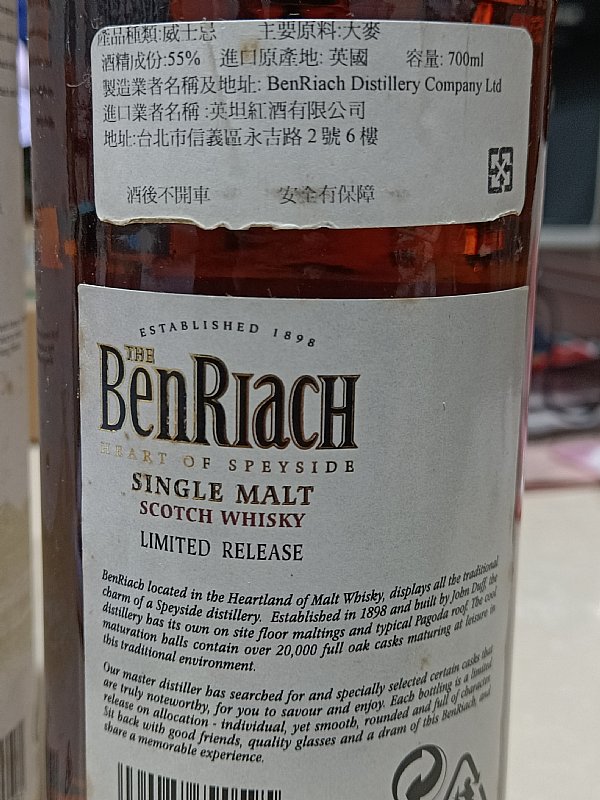 產品種類:威士忌 主要原料:大麥
酒精成份:55% 進口原產地: 英國 容量: 700ml
製造業者名稱及地址: BenRiach Distillery Company Ltd
進口業者名稱 :英坦紅酒有限公司
地址:台北市信義區永吉路 2 號 6 樓
酒後不開車 安全有保障
ESTABLISHED 1898
THE
BENRIACH
HEART OF SPEYSIDE
SINGLE MALT
SCOTCH WHISKY
LIMITED RELEASE
BenRiach located in the Heartland of Malt Whisky, displays all the traditional
charm of a Speyside distillery. Established in 1898 and built by John Duff, the
distillery has its own on site floor maltings and typical Pagoda roof. The cool
maturation halls contain over 20,000 full oak casks maturing at leisure in
this traditional environment.
Our master distiller has searched for and specially selected certain casks that
are truly noteworthy, for you to savour and enjoy. Each bottling is a limited
release on allocation - individual, yet smooth, rounded and full of character.
Sit back with good friends, quality glasses and a dram of this BenRiach, and
share a memorable experience.